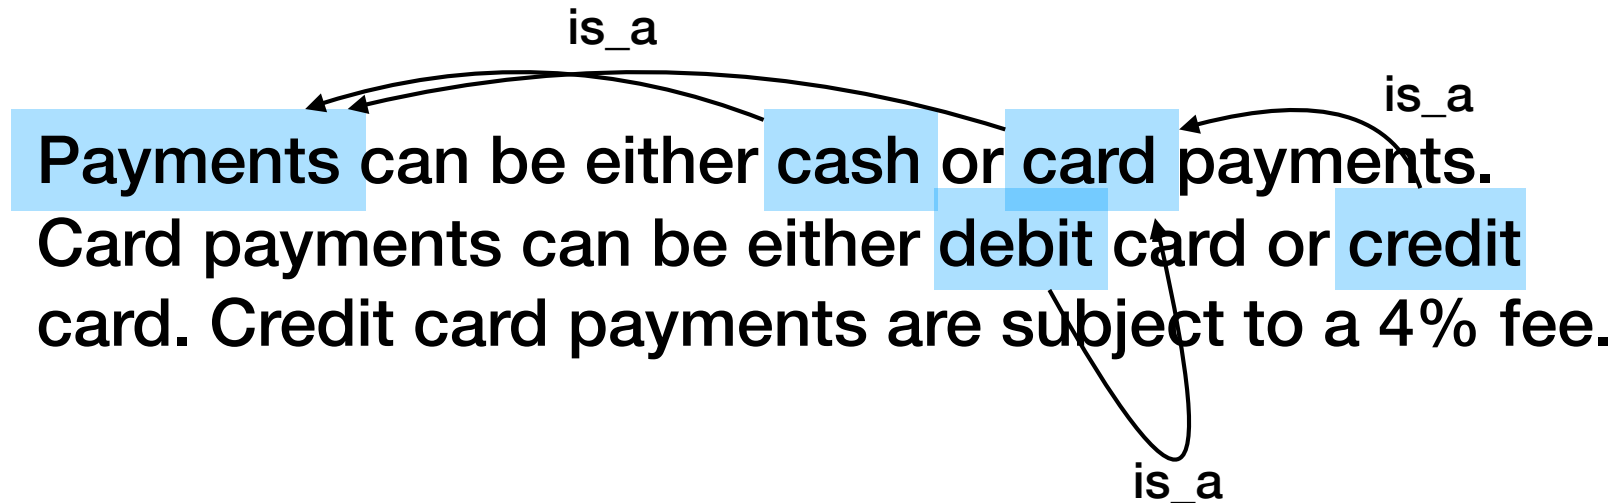 is_a
is_a
Payments can be either cash or card payments.
Card payments can be either debit card or credit
card. Credit card payments are subject to a 4% fee.
is_a